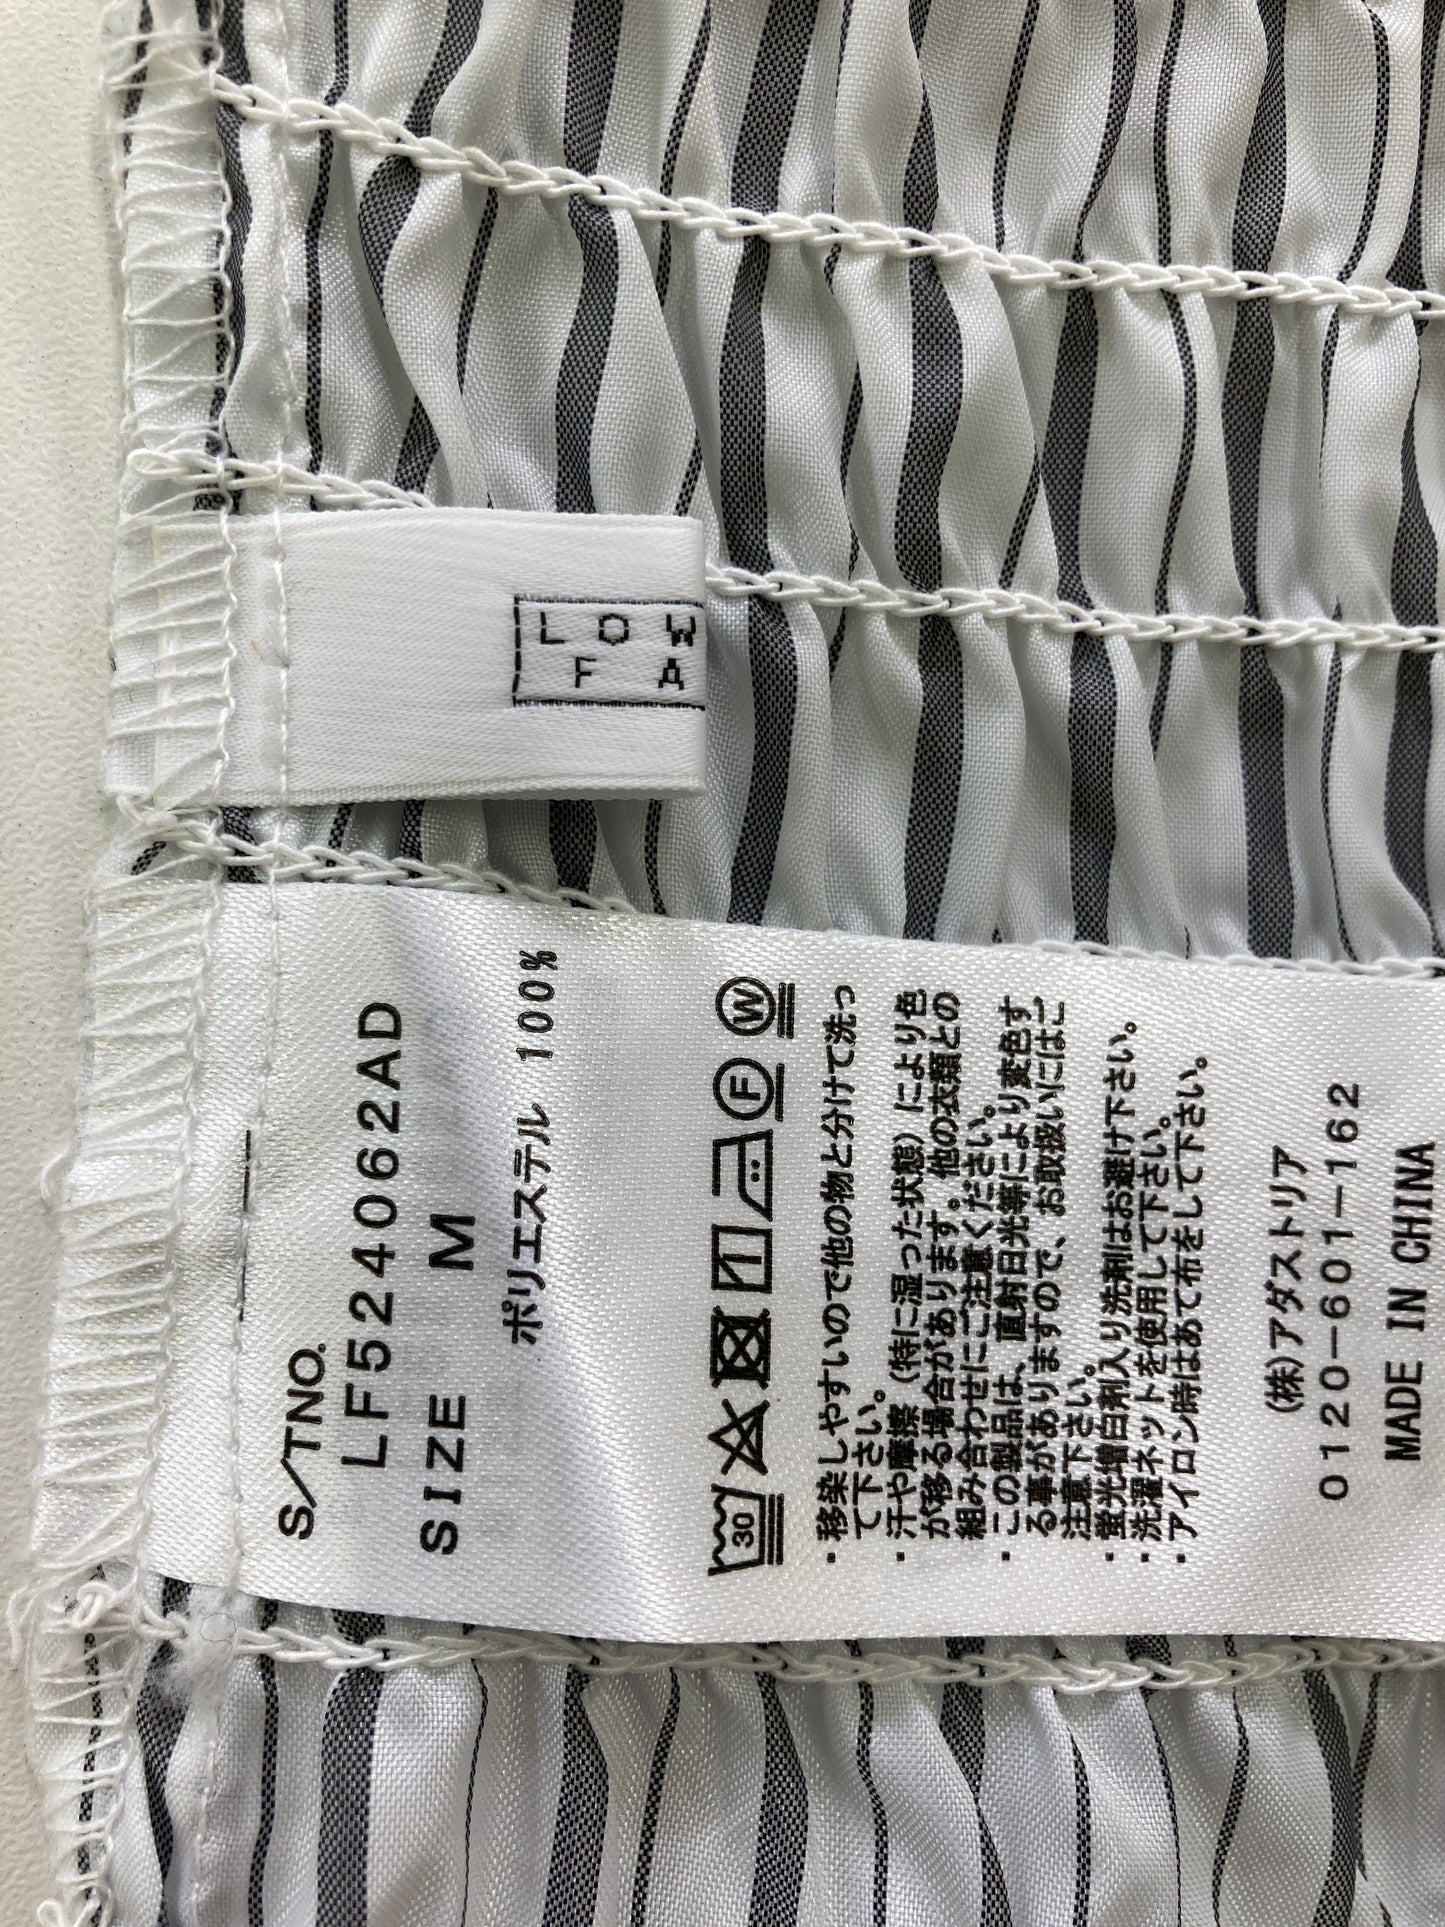 LOW
FA
S/TNO.
LF524062AD
SIZE M
ポリエステル 100%
30
F
W
・移染しやすいので他の物と分けて洗っ
て下さい。
・汗や摩擦（特に湿った状態）により色
が移る場合があります。他の衣類との
組み合わせにご注意ください。
・この製品は、直射日光等により変色す
る事がありますので、お取扱いにはご
注意下さい。
・蛍光増白剤入り洗剤はお避け下さい。
・洗濯ネットを使用して下さい。
・アイロン時はあて布をして下さい。
(株)アダストリア
0120-601-162
MADE IN CHINA